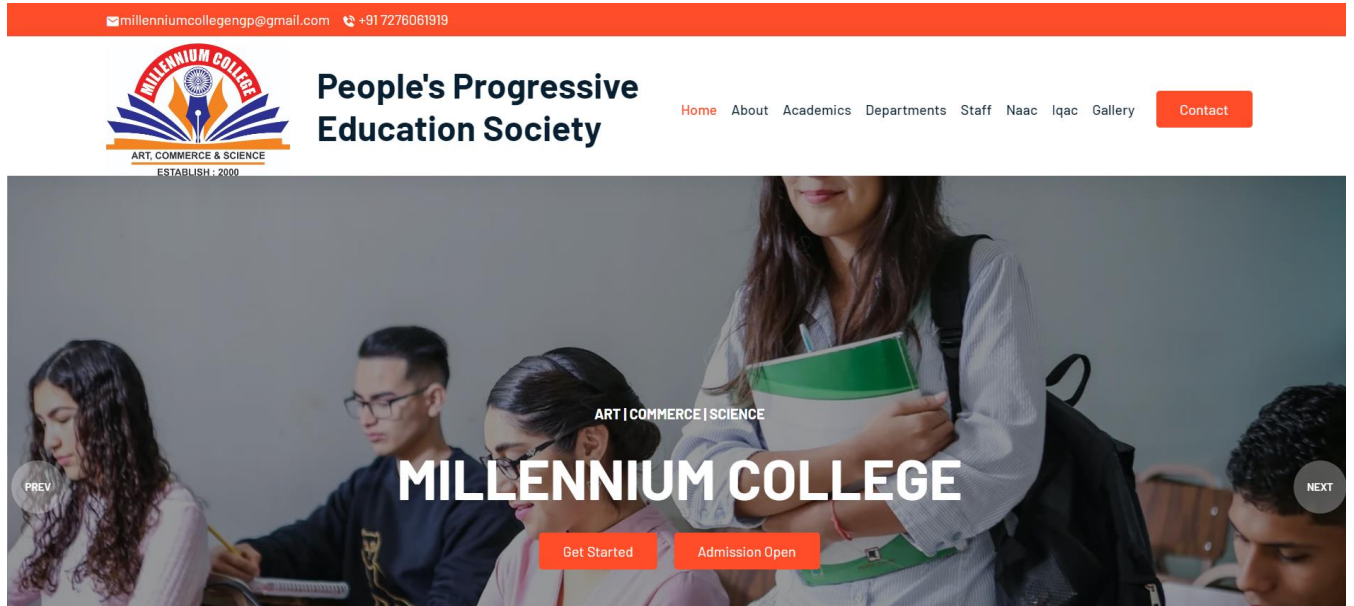 millenniumcollegengp@gmail.com +91 7276061919
MILLENNIUM COLLEGE
ART, COMMERCE & SCIENCE
ESTABLISH : 2000
People's Progressive
Education Society
Home About Academics Departments Staff Naac Iqac Gallery Contact
ART | COMMERCE | SCIENCE
MILLENNIUM COLLEGE
PREV
NEXT
Get Started Admission Open